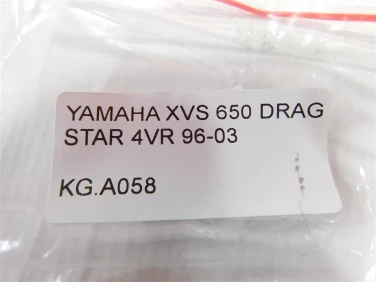 YAMAHA XVS 650 DRAG
STAR 4VR 96-03
KG.A058